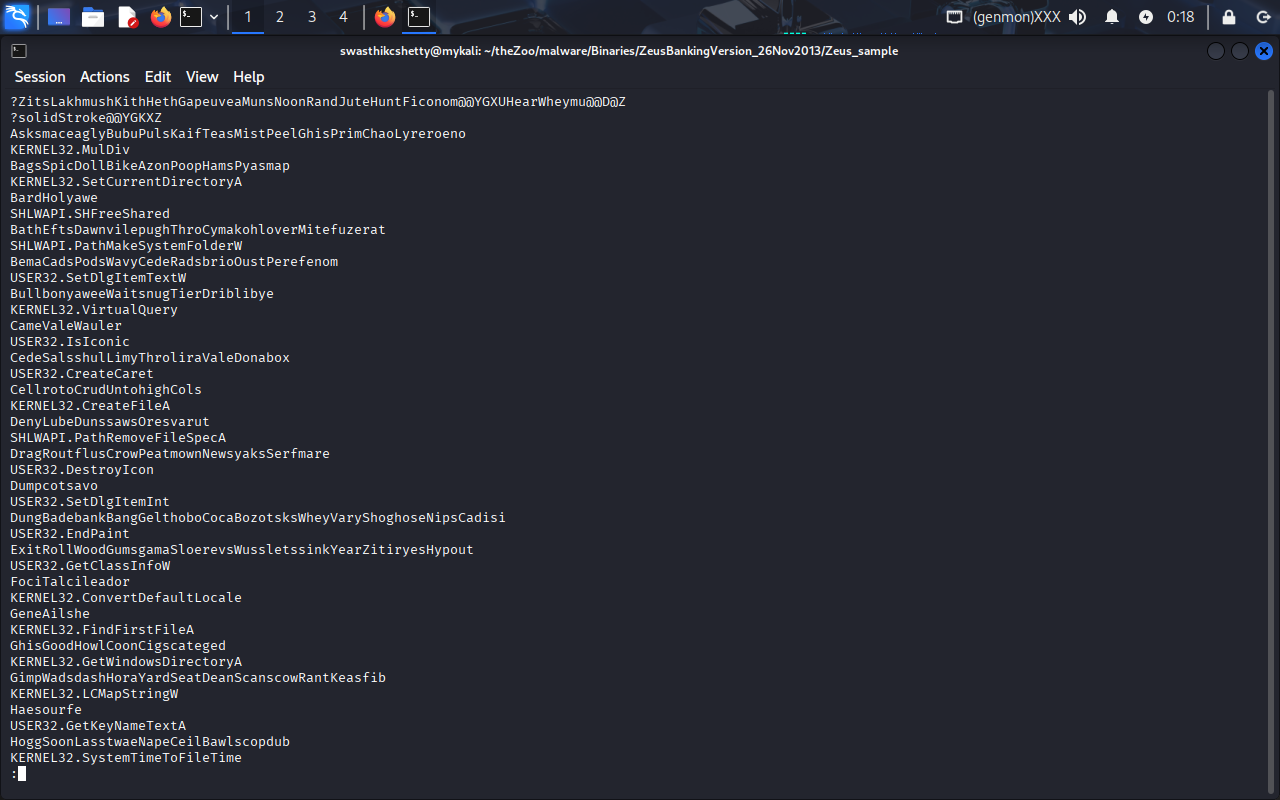 1 2 3 4 (genmon)XXX 0:18
swasthikcshetty@mykali: ~/theZoo/malware/Binaries/ZeusBankingVersion_26Nov2013/Zeus_sample
Session Actions Edit View Help
?ZitsLakhmushKithHethGapeuveaMunsNoonRandJuteHuntFiconom@@YGXUHearWheymu@@D@Z
?solidStroke@@YGKXZ
AsksmaceaglyBubuPulsKaifTeasMistPeelGhisPrimChaoLyreroeno
KERNEL32.MulDiv
BagsSpicDollBikeAzonPoopHamsPyasmap
KERNEL32.SetCurrentDirectoryA
BardHolyawe
SHLWAPI.SHFreeShared
BathEftsDawnvilepughThroCymakohloverMitefuzerat
SHLWAPI.PathMakeSystemFolderW
BemaCadsPodsWavyCedeRadsbrioOustPerefenom
USER32.SetDlgItemTextW
BullbonyaweeWaitsnugTierDriblibye
KERNEL32.VirtualQuery
CameValeWauler
USER32.IsIconic
CedeSalsshulLimyThroliraValeDonabox
USER32.CreateCaret
CellrotoCrudUntohighCols
KERNEL32.CreateFileA
DenyLubeDunssawsOresvarut
SHLWAPI.PathRemoveFileSpecA
DragRoutflusCrowPeatmownNewsyaksSerfmare
USER32.DestroyIcon
Dumpcotsavo
USER32.SetDlgItemInt
DungBadebankBangGelthoboCocaBozotsksWheyVaryShoghoseNipsCadisi
USER32.EndPaint
ExitRollWoodGumsgamaSloerevsWussletssinkYearZitiryesHypout
USER32.GetClassInfoW
FociTalcileador
KERNEL32.ConvertDefaultLocale
GeneAilshe
KERNEL32.FindFirstFileA
GhisGoodHowlCoonCigscateged
KERNEL32.GetWindowsDirectoryA
GimpWadsdashHoraYardSeatDeanScanscowRantKeasfib
KERNEL32.LCMapStringW
Haesourfe
USER32.GetKeyNameTextA
HoggSoonLasstwaeNapeCeilBawlscopdub
KERNEL32.SystemTimeToFileTime
: